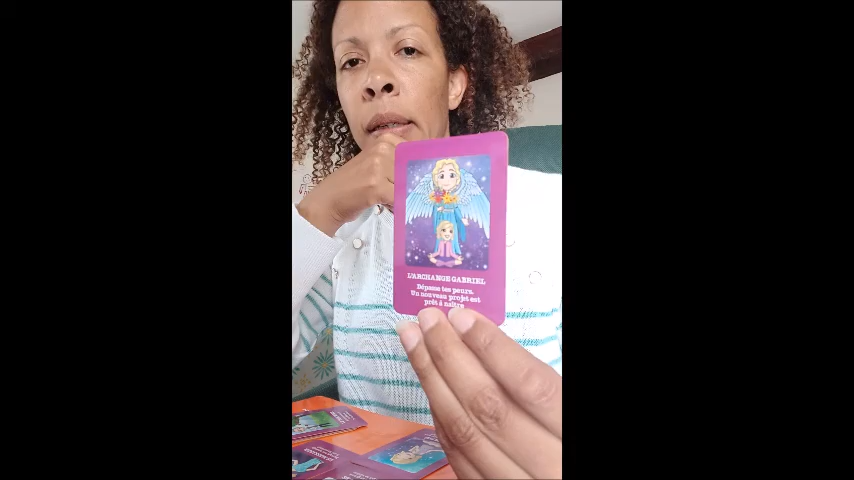 L'ARCHANGE GABRIEL
Dépasse tes peurs.
Un nouveau projet est
prêt à naître